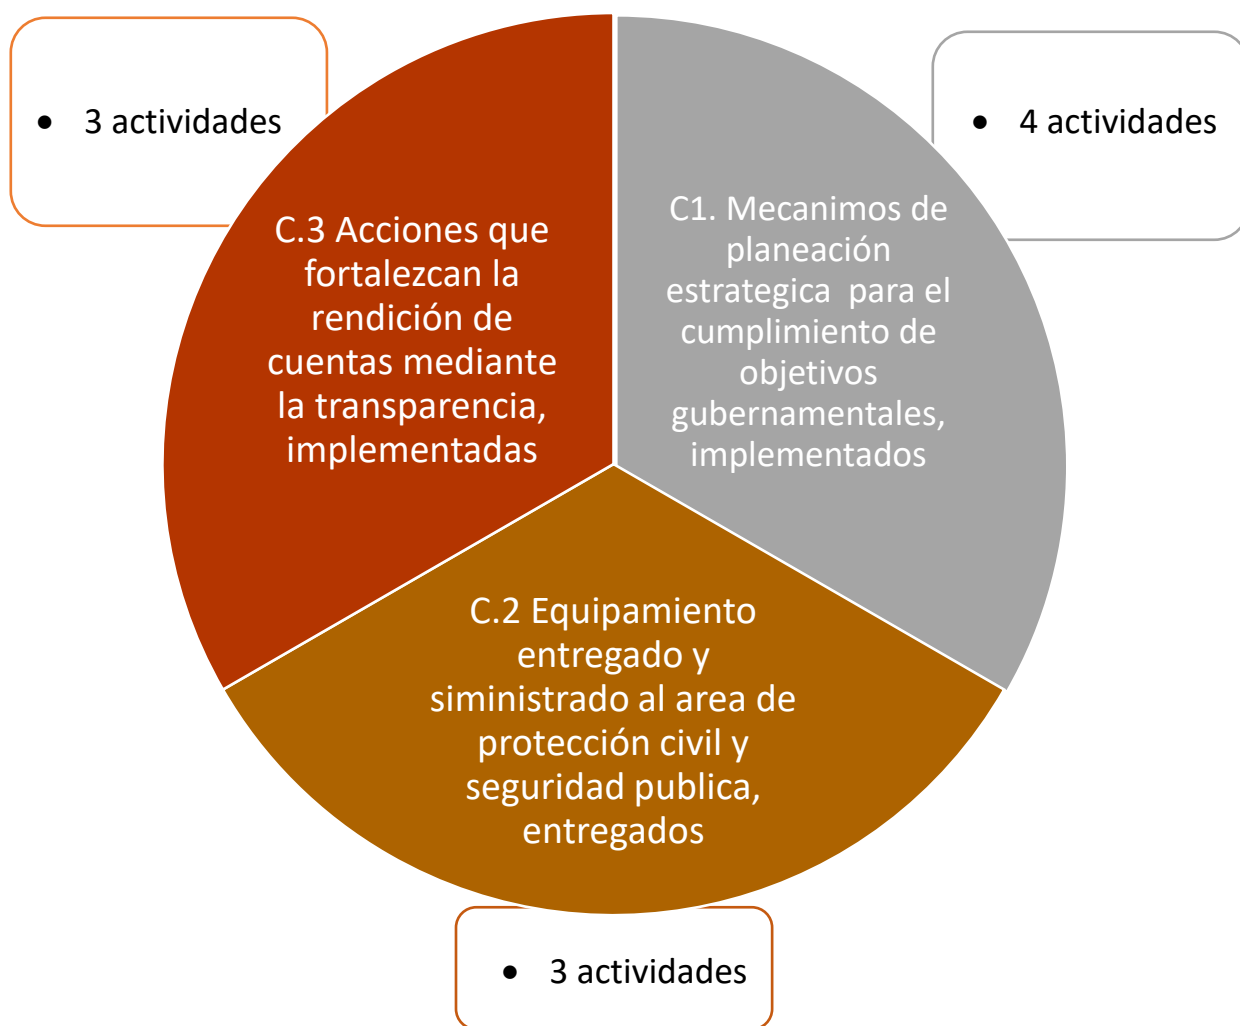 • 3 actividades
• 4 actividades
C.3 Acciones que
fortalezcan la
rendición de
cuentas mediante
la transparencia,
implementadas
C1. Mecanimos de
planeación
estrategica  para el
cumplimiento de
objetivos
gubernamentales,
implementados
C.2 Equipamiento
entregado y
siministrado al area de
protección civil y
seguridad publica,
entregados
• 3 actividades